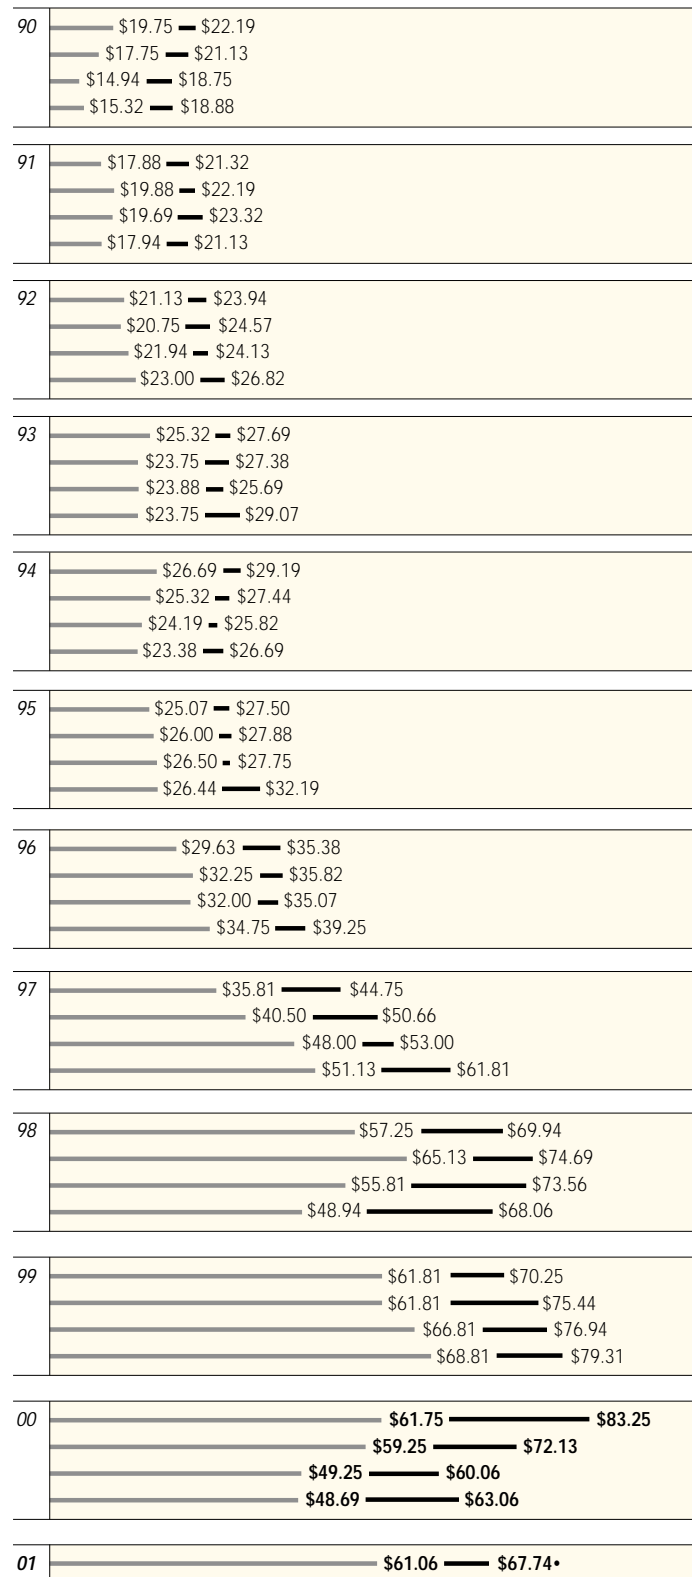 90 $19.75 $22.19
$17.75 $21.13
$14.94 $18.75
$15.32 $18.88
91 $17.88 $21.32
$19.88 $22.19
$19.69 $23.32
$17.94 $21.13
92 $21.13 $23.94
$20.75 $24.57
$21.94 $24.13
$23.00 $26.82
93 $25.32 $27.69
$23.75 $27.38
$23.88 $25.69
$23.75 $29.07
94 $26.69 $29.19
$25.32 $27.44
$24.19 $25.82
$23.38 $26.69
95 $25.07 $27.50
$26.00 $27.88
$26.50 $27.75
$26.44 $32.19
96 $29.63 $35.38
$32.25 $35.82
$32.00 $35.07
$34.75 $39.25
97 $35.81 $44.75
$40.50 $50.66
$48.00 $53.00
$51.13 $61.81
98 $57.25 $69.94
$65.13 $74.69
$55.81 $73.56
$48.94 $68.06
99 $61.81 $70.25
$61.81 $75.44
$66.81 $76.94
$68.81 $79.31
00 $61.75 $83.25
$59.25 $72.13
$49.25 $60.06
$48.69 $63.06
01 $61.06 $67.74•